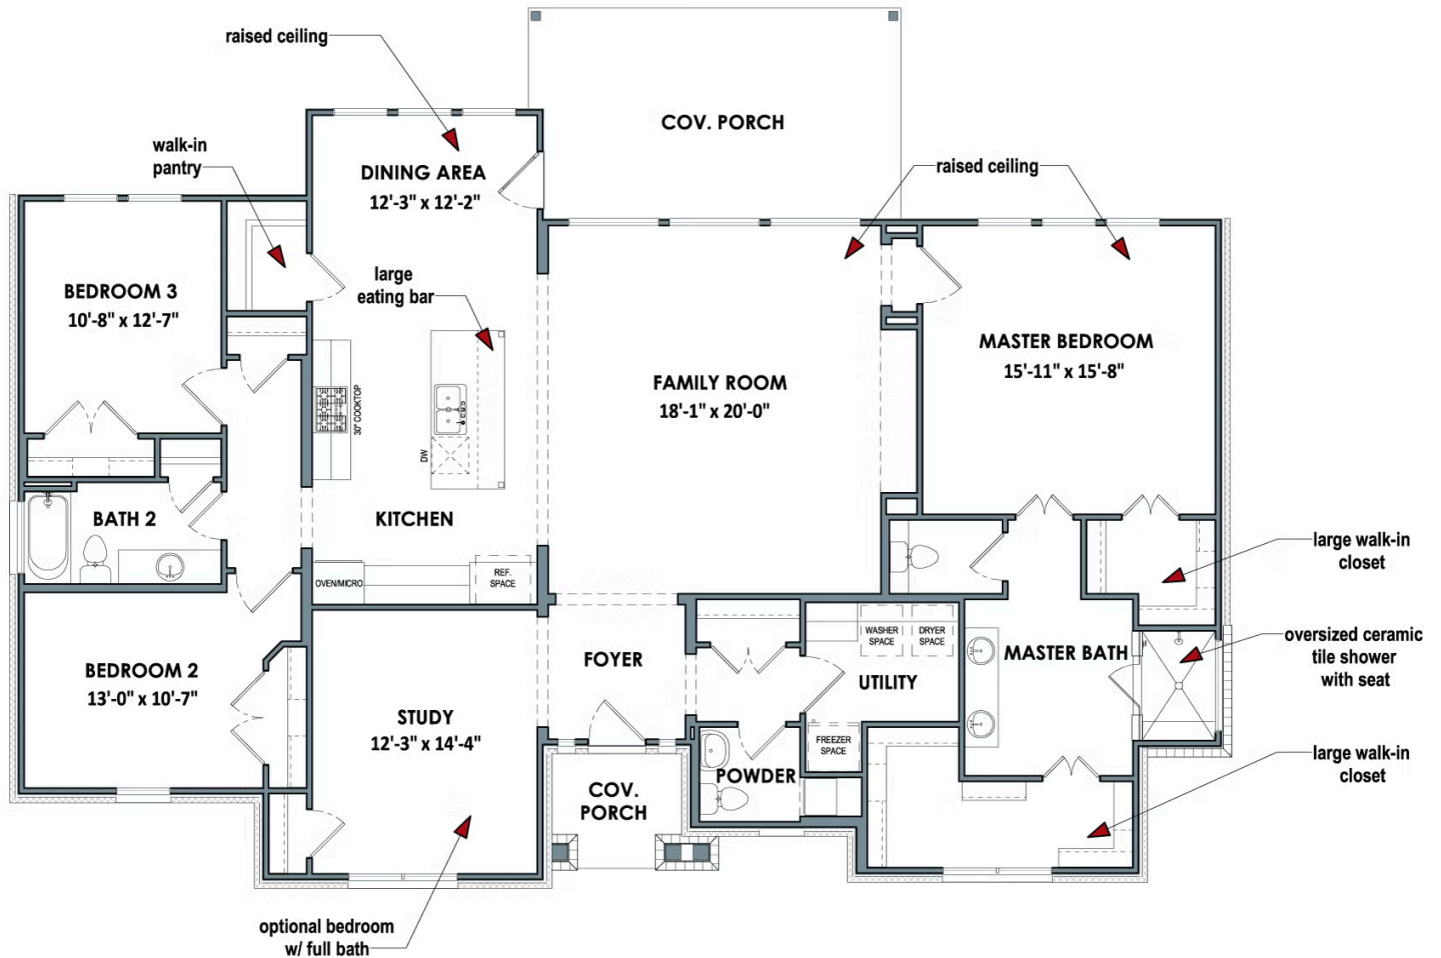 raised ceiling
COV. PORCH
walk-in
pantry
DINING AREA
12'-3" x 12'-2"
raised ceiling
large
eating bar
BEDROOM 3
10'-8" x 12'-7"
MASTER BEDROOM
15'-11" x 15'-8"
FAMILY ROOM
18'-1" x 20'-0"
30" COOKTOP
DW
BATH 2
KITCHEN
large walk-in
closet
OVEN/MICRO
REF.
SPACE
WASHER
SPACE
DRYER
SPACE
oversized ceramic
tile shower
with seat
MASTER BATH
FOYER
BEDROOM 2
13'-0" x 10'-7"
UTILITY
STUDY
12'-3" x 14'-4"
FREEZER
SPACE
POWDER
large walk-in
closet
COV.
PORCH
optional bedroom
w/ full bath